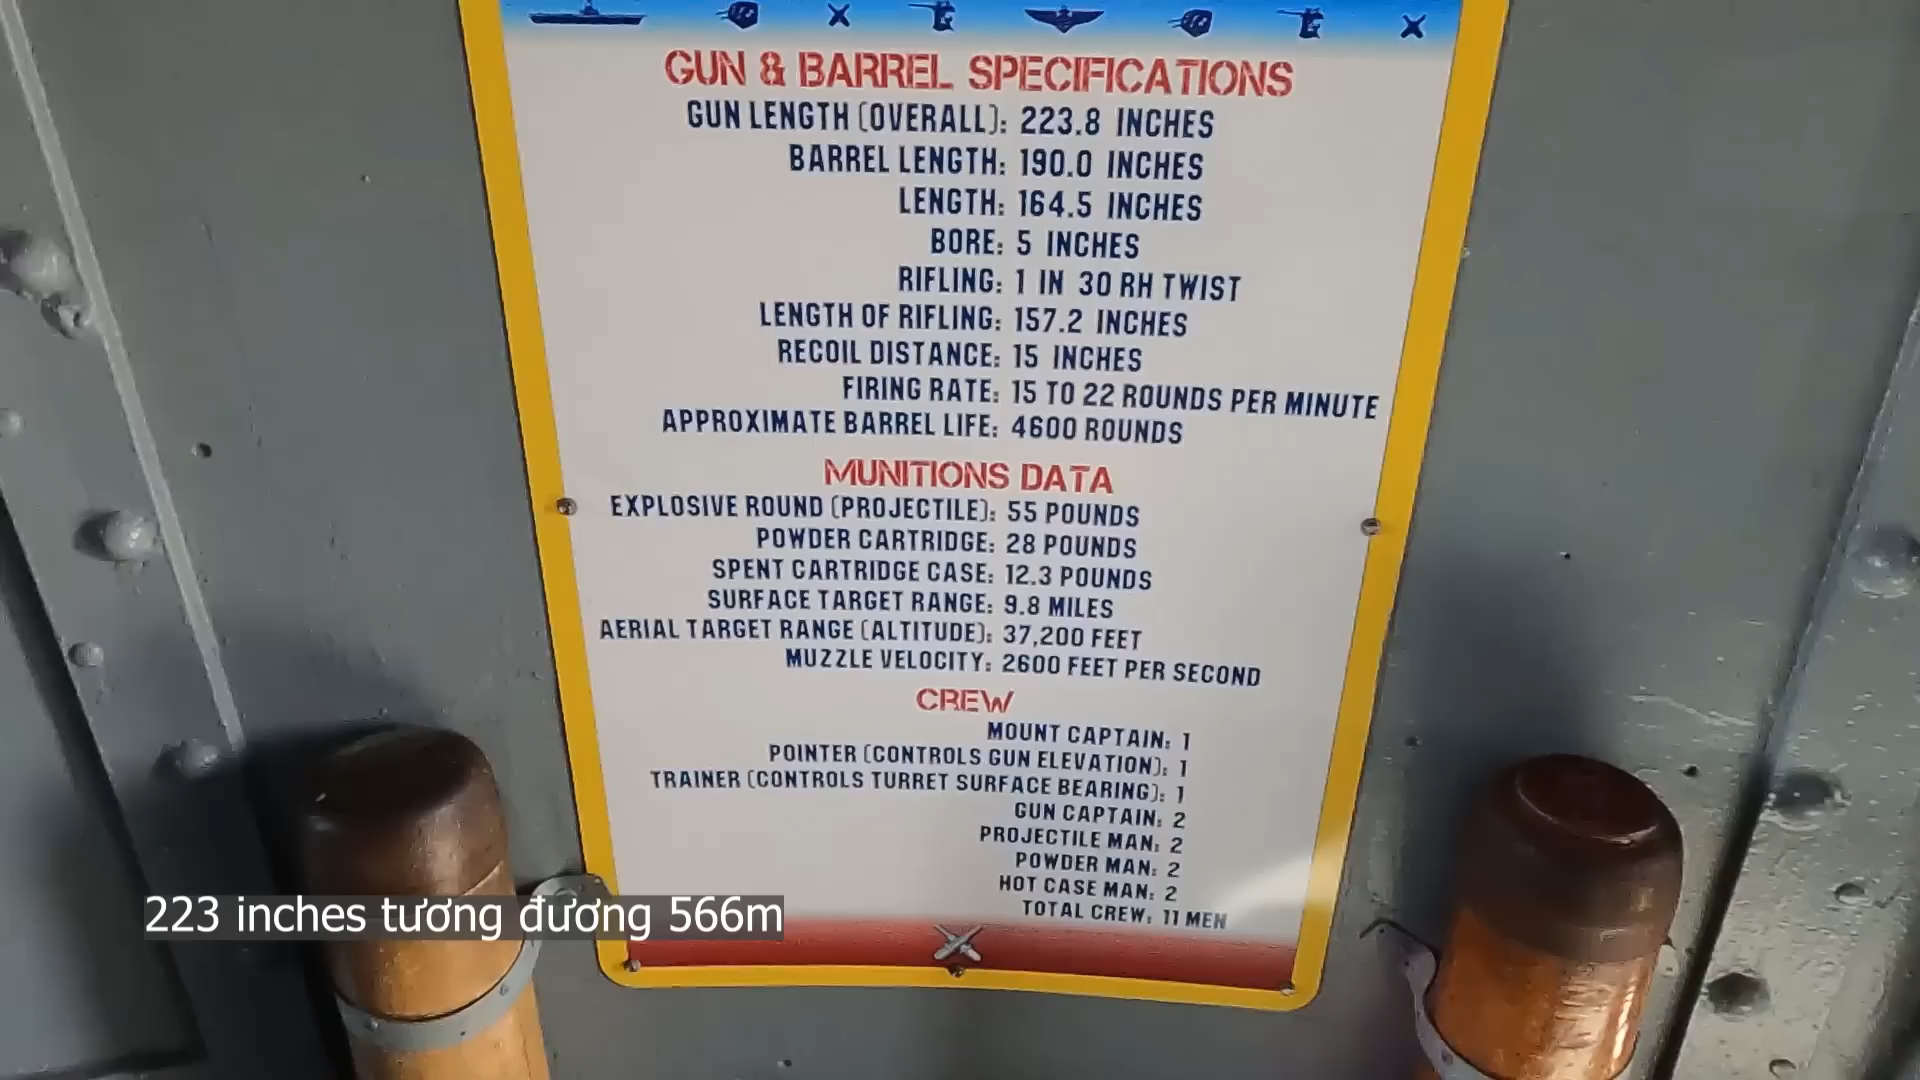 GUN & BARREL SPECIFICATIONS
GUN LENGTH (OVERALL): 223.8 INCHES
BARREL LENGTH: 190.0 INCHES
LENGTH: 164.5 INCHES
BORE: 5 INCHES
RIFLING: 1 IN 30 RH TWIST
LENGTH OF RIFLING: 157.2 INCHES
RECOIL DISTANCE: 15 INCHES
FIRING RATE: 15 TO 22 ROUNDS PER MINUTE
APPROXIMATE BARREL LIFE: 4600 ROUNDS
MUNITIONS DATA
EXPLOSIVE ROUND (PROJECTILE): 55 POUNDS
POWDER CARTRIDGE: 28 POUNDS
SPENT CARTRIDGE CASE: 12.3 POUNDS
SURFACE TARGET RANGE: 9.8 MILES
AERIAL TARGET RANGE (ALTITUDE): 37,200 FEET
MUZZLE VELOCITY: 2600 FEET PER SECOND
CREW
MOUNT CAPTAIN: 1
POINTER (CONTROLS GUN ELEVATION): 1
TRAINER (CONTROLS TURRET SURFACE BEARING): 1
GUN CAPTAIN: 2
PROJECTILE MAN: 2
POWDER MAN: 2
HOT CASE MAN: 2
TOTAL CREW: 11 MEN
223 inches tương đương 566m